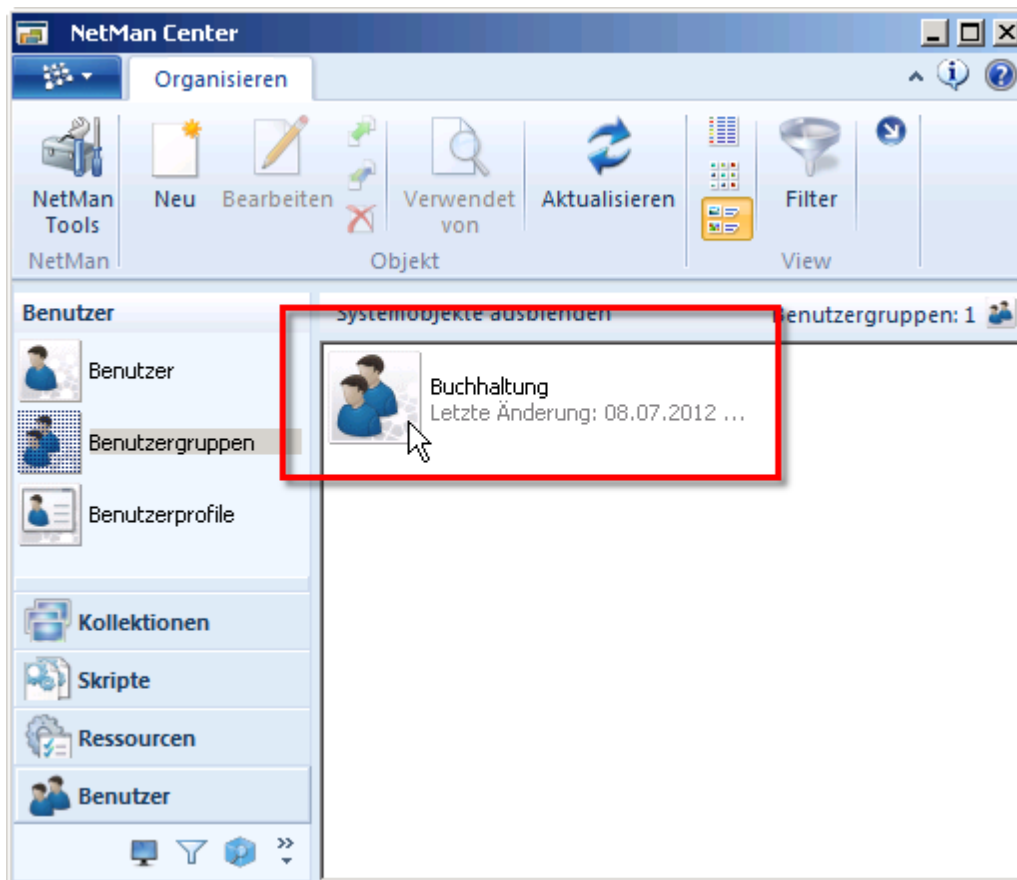 NetMan Center
Organisieren
NetMan Tools
Neu
Bearbeiten
Verwendet von
Aktualisieren
Filter
NetMan
Objekt
View
Benutzer
Systemobjekte ausblenden
Benutzergruppen: 1
Benutzer
Benutzergruppen
Benutzerprofile
Buchhaltung
Letzte Änderung: 08.07.2012 ...
Kollektionen
Skripte
Ressourcen
Benutzer